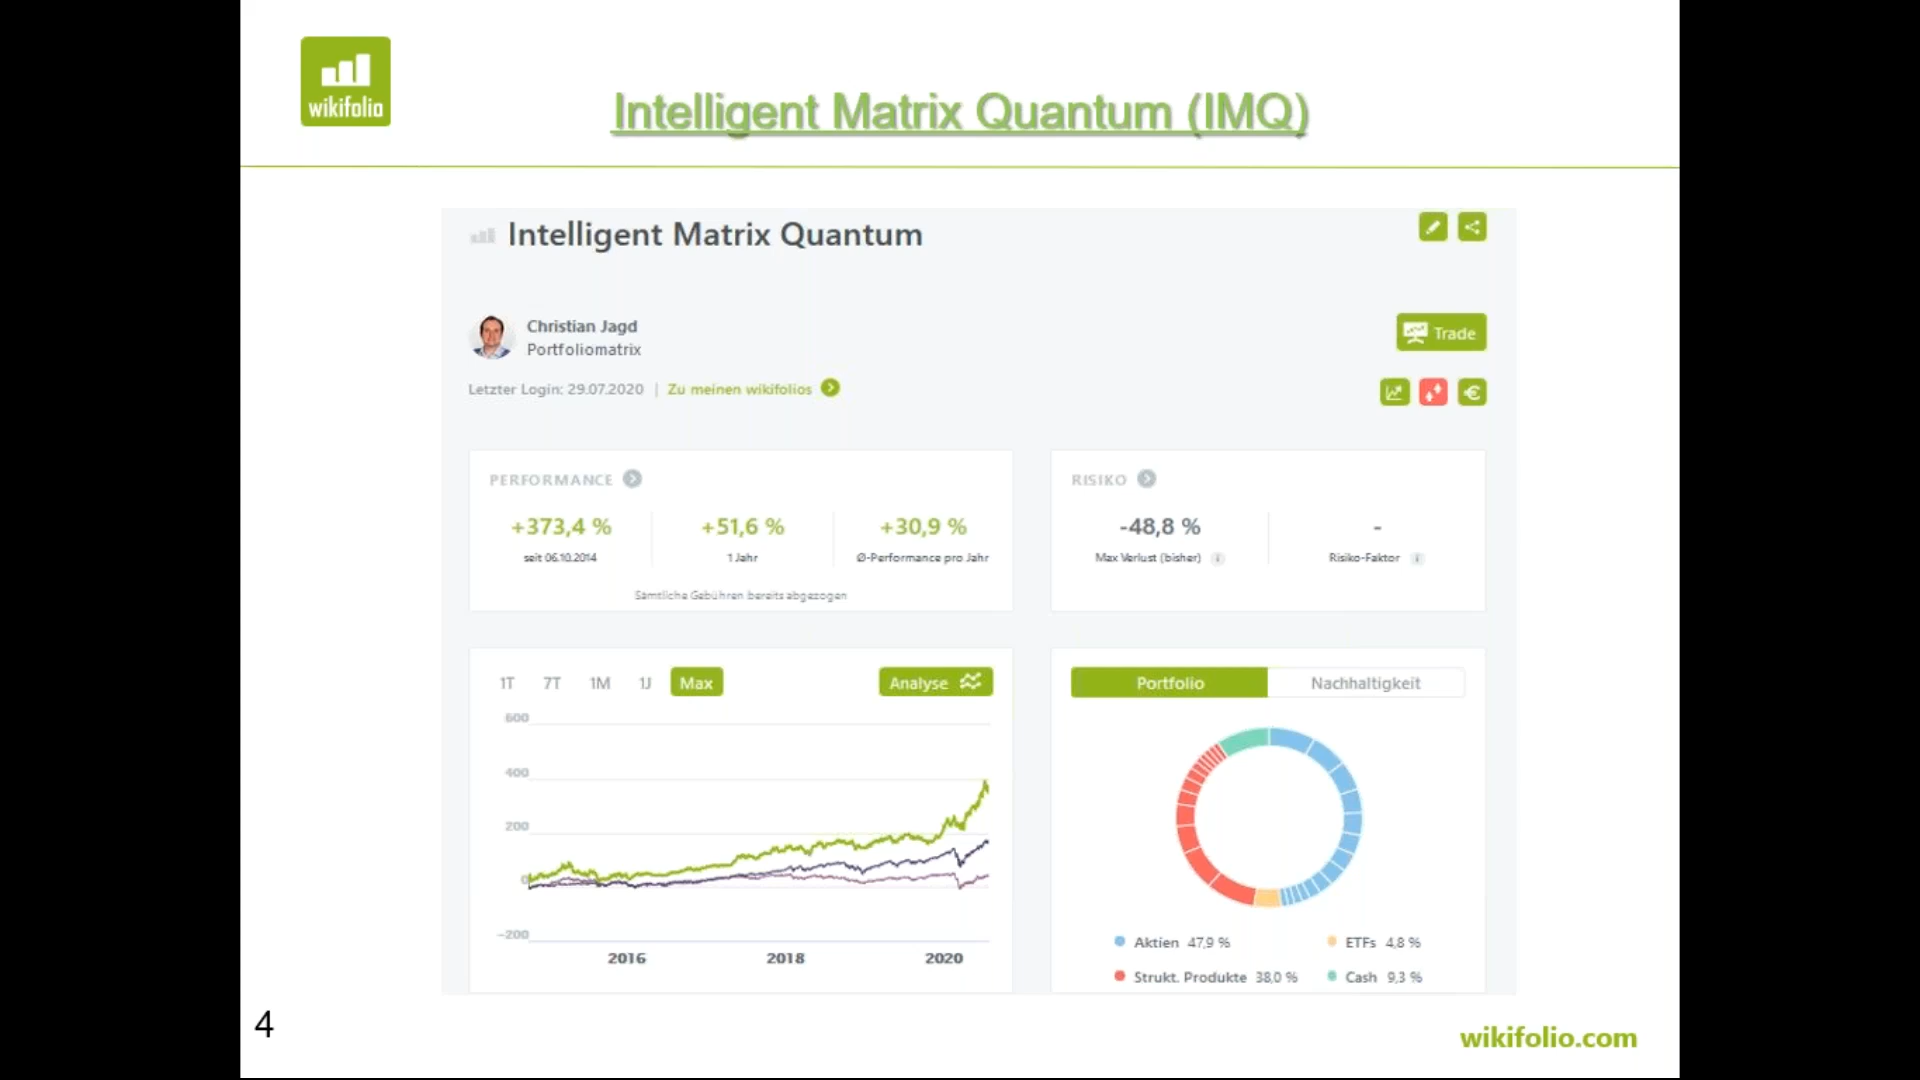 wikifolio
Intelligent Matrix Quantum (IMQ)
Intelligent Matrix Quantum
Christian Jagd
Portfoliomatrix
Trade
Letzter Login: 29.07.2020 | Zu meinen wikifolios
PERFORMANCE
+373,4 %
seit 06.10.2014
+51,6 %
1 Jahr
+30,9 %
Ø-Performance pro Jahr
Sämtliche Gebühren bereits abgezogen
RISIKO
-48,8 %
Max Verlust (bisher) i
-
Risiko-Faktor i
1T 7T 1M 1J Max
Analyse
600
400
200
0
-200
2016 2018 2020
Portfolio
Nachhaltigkeit
Aktien 47,9 %
ETFs 4,8 %
Strukt. Produkte 38,0 %
Cash 9,3 %
4
wikifolio.com